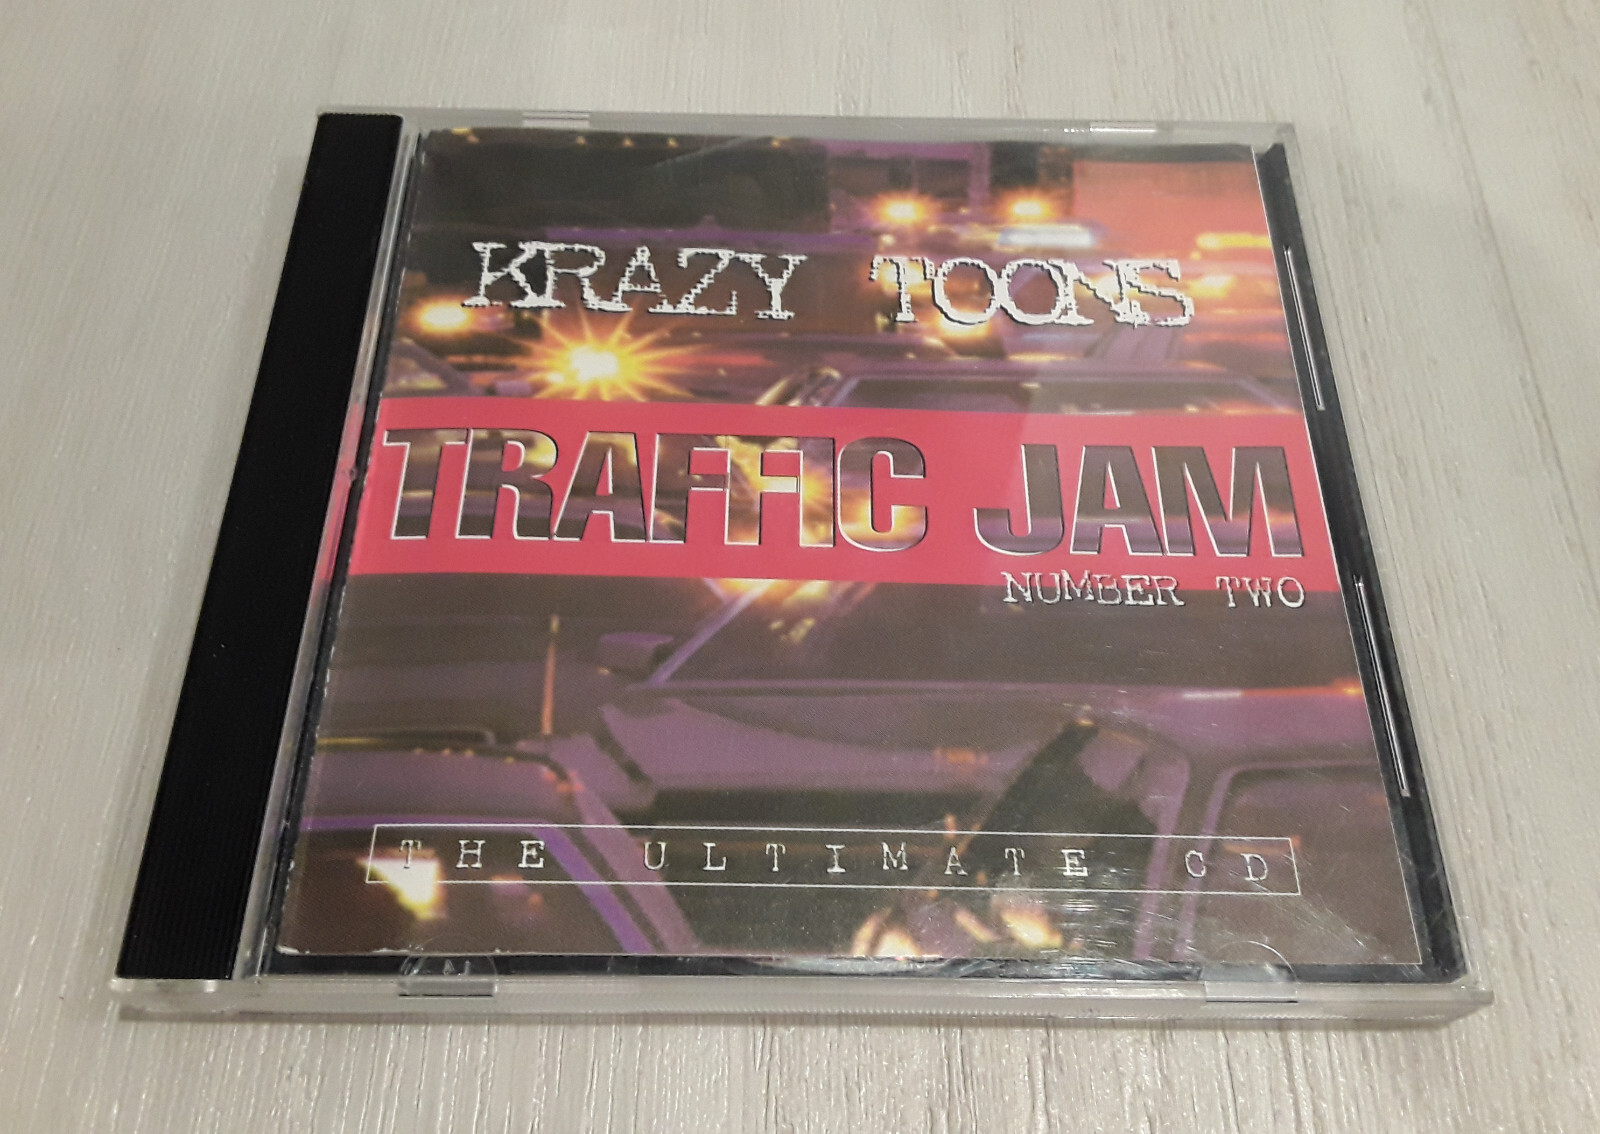 KRAZY TOONS
TRAFFIC JAM
NUMBER TWO
THE ULTIMATE CD